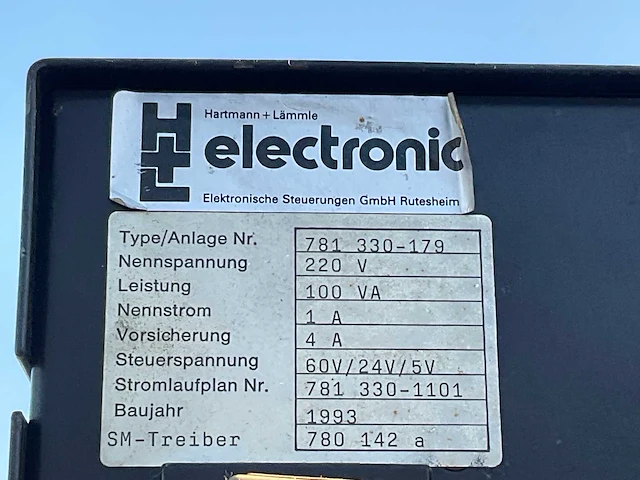 Hartmann+Lämmle
H+L electronic
Elektronische Steuerungen GmbH Rutesheim
Type/Anlage Nr. 781 330-179
Nennspannung 220 V
Leistung 100 VA
Nennstrom 1 A
Vorsicherung 4 A
Steuerspannung 60V/24V/5V
Stromlaufplan Nr. 781 330-1101
Baujahr 1993
SM-Treiber 780 142 a